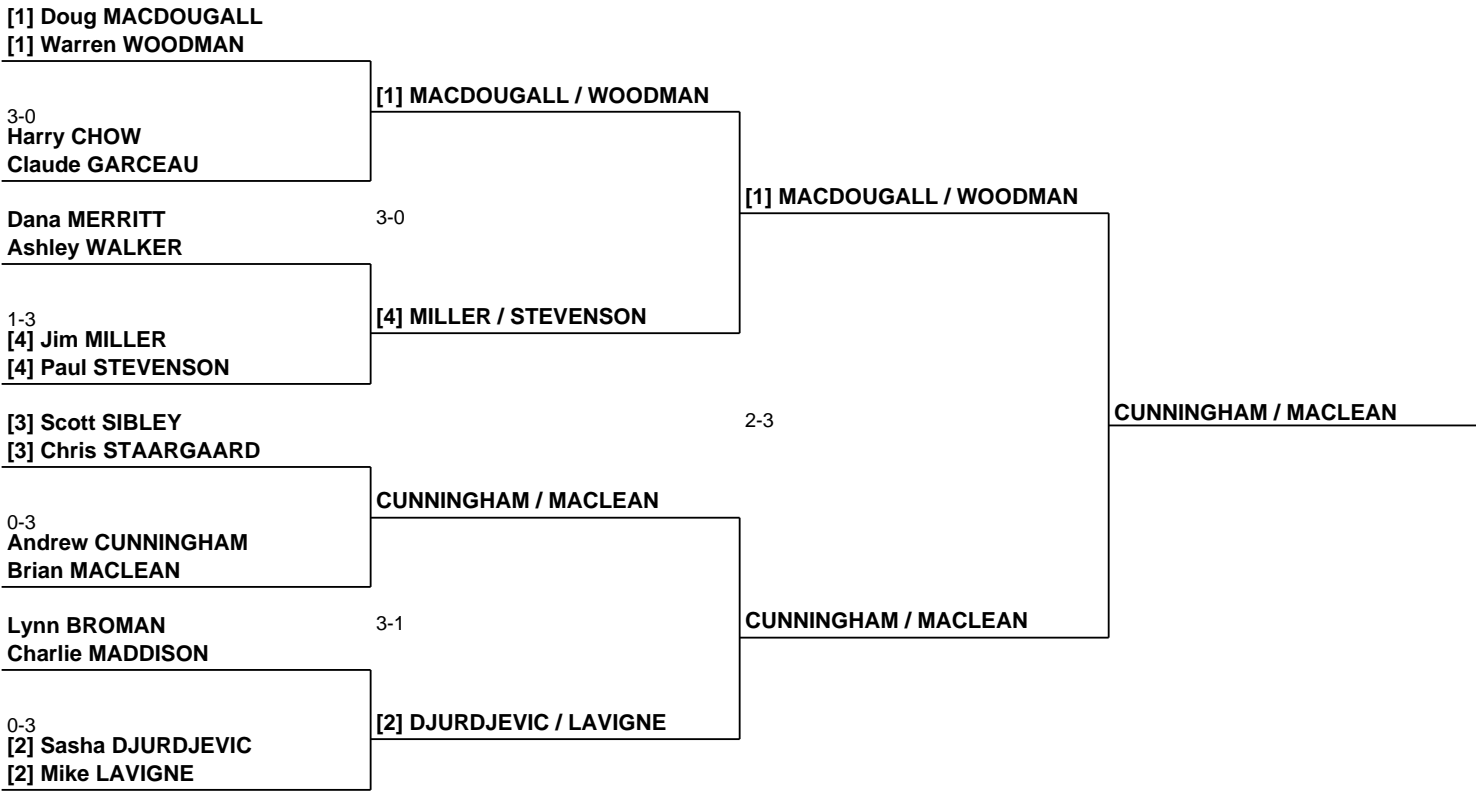 [1] Doug MACDOUGALL
[1] Warren WOODMAN
3-0
Harry CHOW
Claude GARCEAU
Dana MERRITT
Ashley WALKER
1-3
[4] Jim MILLER
[4] Paul STEVENSON
[3] Scott SIBLEY
[3] Chris STAARGAARD
0-3
Andrew CUNNINGHAM
Brian MACLEAN
Lynn BROMAN
Charlie MADDISON
0-3
[2] Sasha DJURDJEVIC
[2] Mike LAVIGNE
[1] MACDOUGALL / WOODMAN
3-0
[4] MILLER / STEVENSON
CUNNINGHAM / MACLEAN
3-1
[2] DJURDJEVIC / LAVIGNE
[1] MACDOUGALL / WOODMAN
2-3
CUNNINGHAM / MACLEAN
CUNNINGHAM / MACLEAN